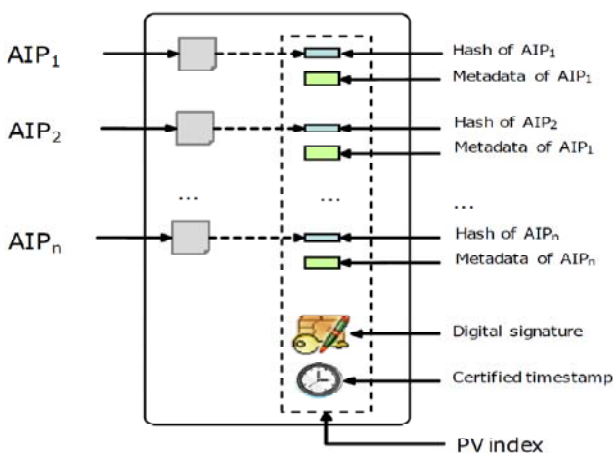 AIP₁
Hash of AIP₁
Metadata of AIP₁
AIP₂
Hash of AIP₂
Metadata of AIP₁
... ... ...
AIPₙ
Hash of AIPₙ
Metadata of AIPₙ
Digital signature
Certified timestamp
PV index